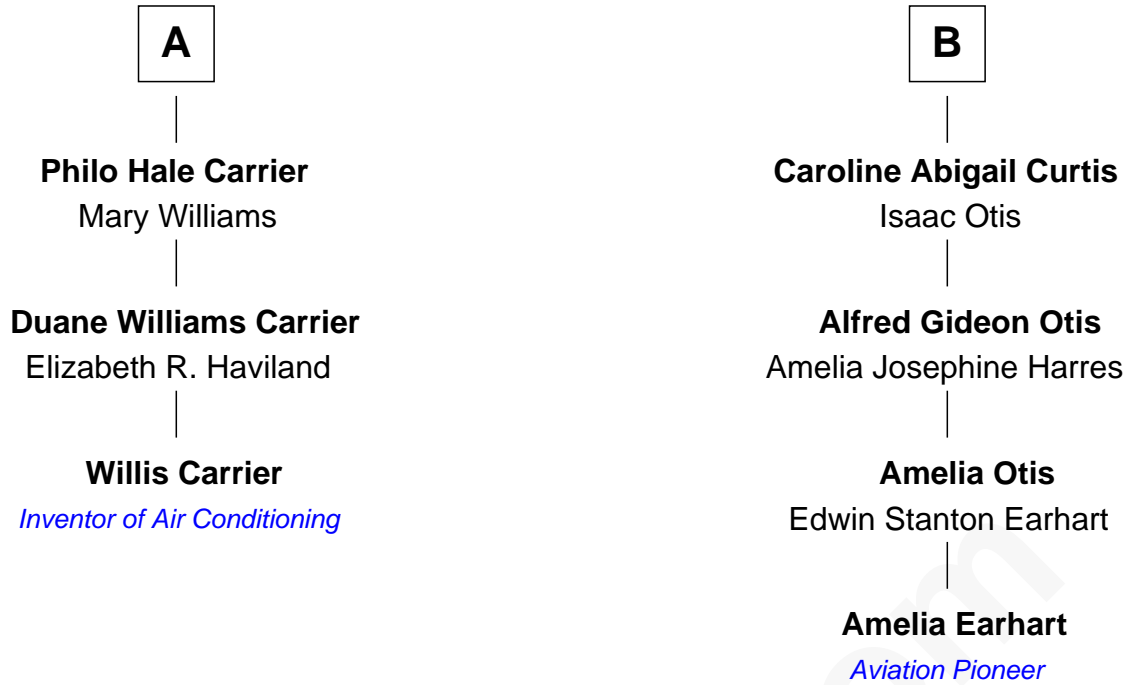 A
Philo Hale Carrier
Mary Williams
Duane Williams Carrier
Elizabeth R. Haviland
Willis Carrier
Inventor of Air Conditioning
B
Caroline Abigail Curtis
Isaac Otis
Alfred Gideon Otis
Amelia Josephine Harres
Amelia Otis
Edwin Stanton Earhart
Amelia Earhart
Aviation Pioneer